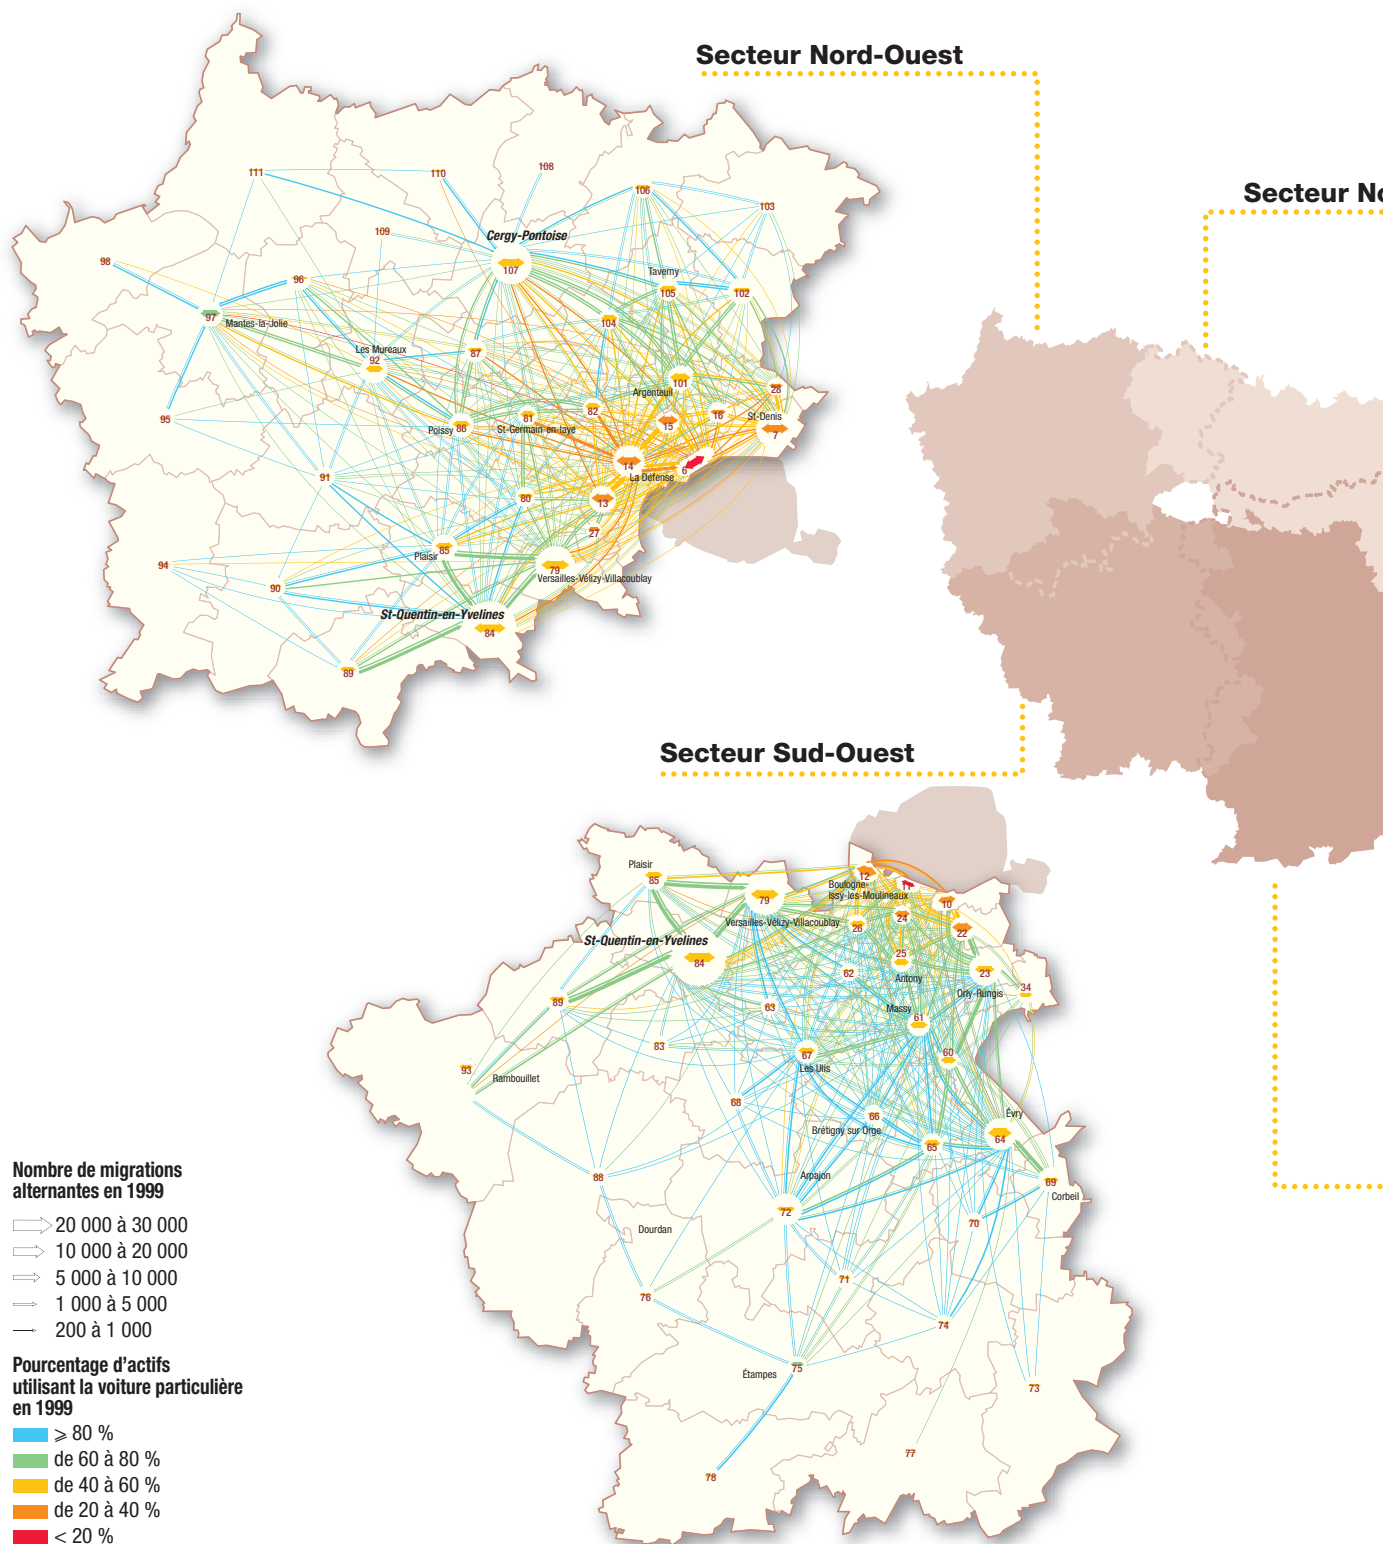 Secteur Nord-Ouest
Secteur No
111
110
108
106
103
109
Cergy-Pontoise
107
98
96
Taverny
105
102
97
Mantes-la-Jolie
104
Les Mureaux
92
87
101
Argenteuil
28
95
82
81
16
St-Denis
Poissy
86
St-Germain-en-laye
15
7
14
6
La Défense
91
80
13
27
85
Plaisir
94
79
Versailles-Vélizy-Villacoublay
90
St-Quentin-en-Yvelines
84
89
Secteur Sud-Ouest
Plaisir
85
12
Boulogne-
Issy-les-Moulineaux
11
79
10
24
Versailles-Vélizy-Villacoublay
26
22
St-Quentin-en-Yvelines
84
25
62
Antony
23
Orly-Rungis
34
89
63
Massy
61
83
67
Les Ulis
60
93
Rambouillet
68
66
Évry
Brétigny sur Orge
65
64
Arpajon
88
69
Corbeil
72
70
Dourdan
71
76
74
Étampes
75
73
77
78
Nombre de migrations
alternantes en 1999
20 000 à 30 000
10 000 à 20 000
5 000 à 10 000
1 000 à 5 000
200 à 1 000
Pourcentage d'actifs
utilisant la voiture particulière
en 1999
⩾ 80 %
de 60 à 80 %
de 40 à 60 %
de 20 à 40 %
< 20 %